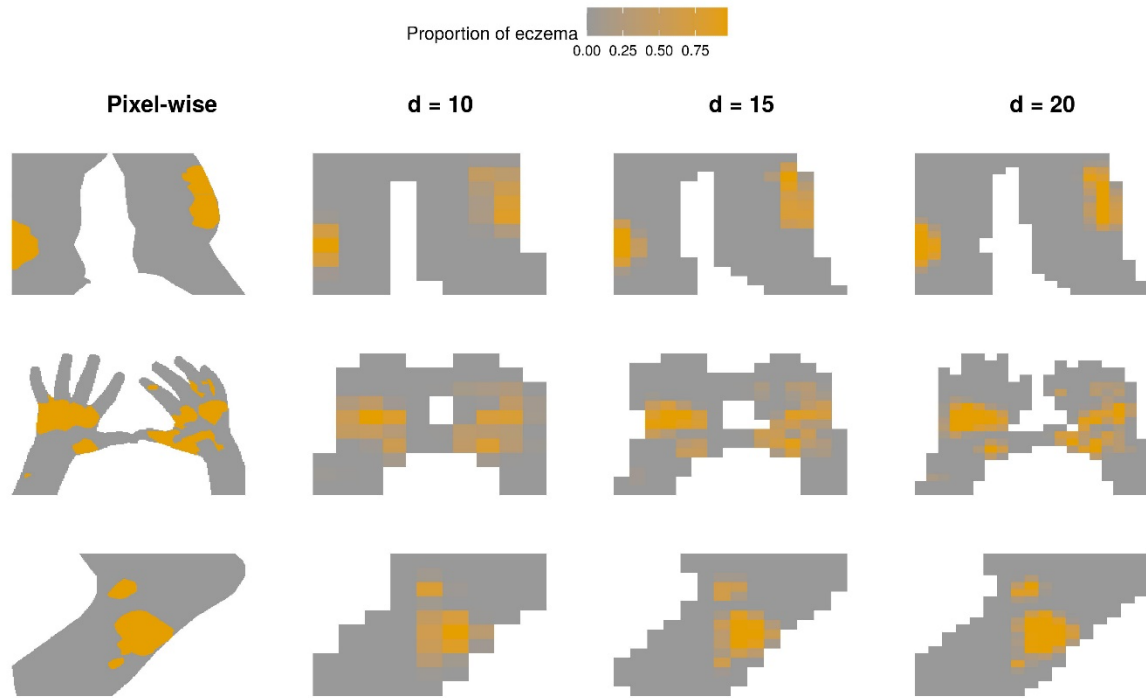 Proportion of eczema
0.00 0.25 0.50 0.75
Pixel-wise d = 10 d = 15 d = 20